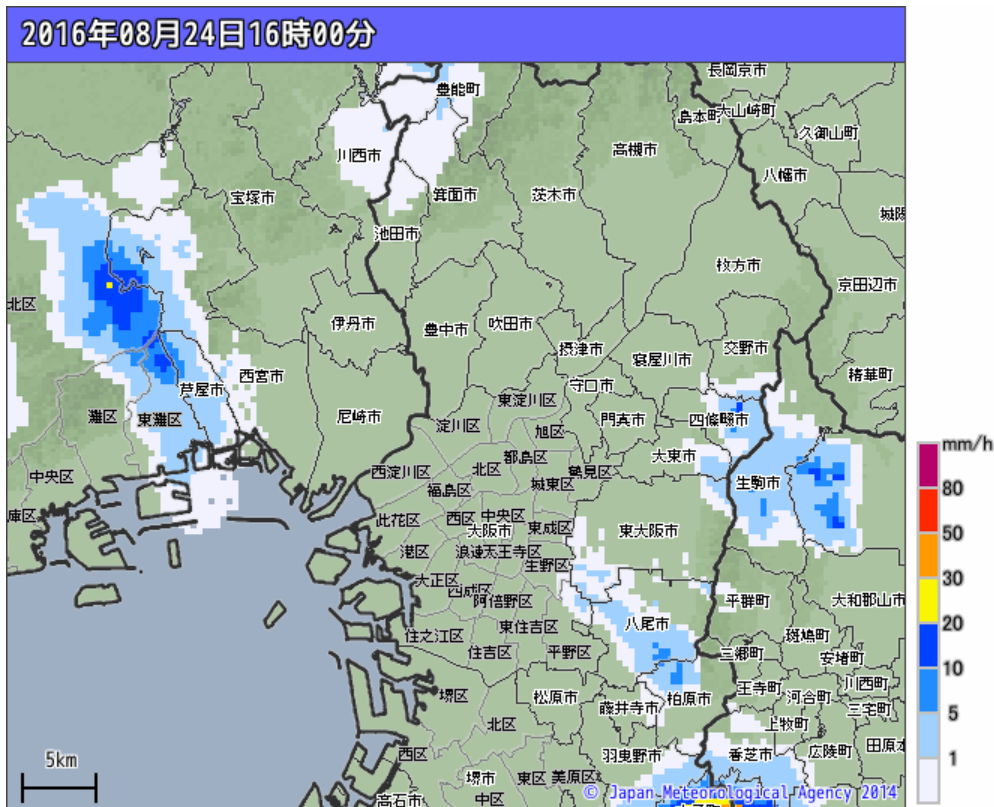 2016年08月24日16時00分
長岡京市
豊能町
島本町
大山崎町
久御山町
川西市
高槻市
八幡市
宝塚市
箕面市
茨木市
城陽
池田市
枚方市
京田辺市
北区
伊丹市
豊中市
吹田市
摂津市
交野市
寝屋川市
精華町
西宮市
芦屋市
守口市
東淀川区
灘区
東灘区
尼崎市
淀川区
旭区
門真市
四條畷市
mm/h
都島区
大東市
中央区
西淀川区
北区
鶴見区
生駒市
80
福島区
城東区
庫区
此花区
西区
中央区
大阪市
東成区
東大阪市
50
港区
浪速
天王寺区
生野区
30
大正区
西成区
阿倍野区
平群町
大和郡山市
20
住之江区
東住吉区
八尾市
斑鳩町
住吉区
平野区
三郷町
安堵町
10
堺区
松原市
柏原市
王寺町
河合町
川西町
藤井寺市
三宅町
5
北区
上牧町
西区
羽曳野市
香芝市
広陵町
田原本
1
5km
堺市
東区
美原区
© Japan Meteorological Agency 2014
高石市
中区